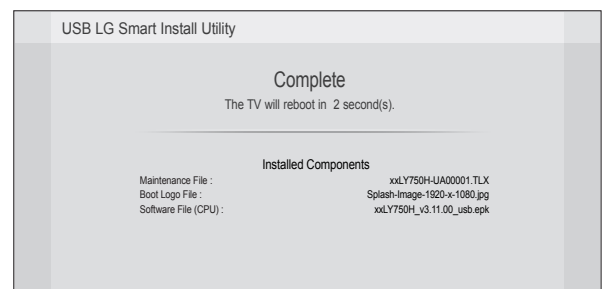 USB LG Smart Install Utility
Complete
The TV will reboot in 2 second(s).
Installed Components
Maintenance File : xxLY750H-UA00001.TLX
Boot Logo File : Splash-Image-1920-x-1080.jpg
Software File (CPU) : xxLY750H_v3.11.00_usb.epk